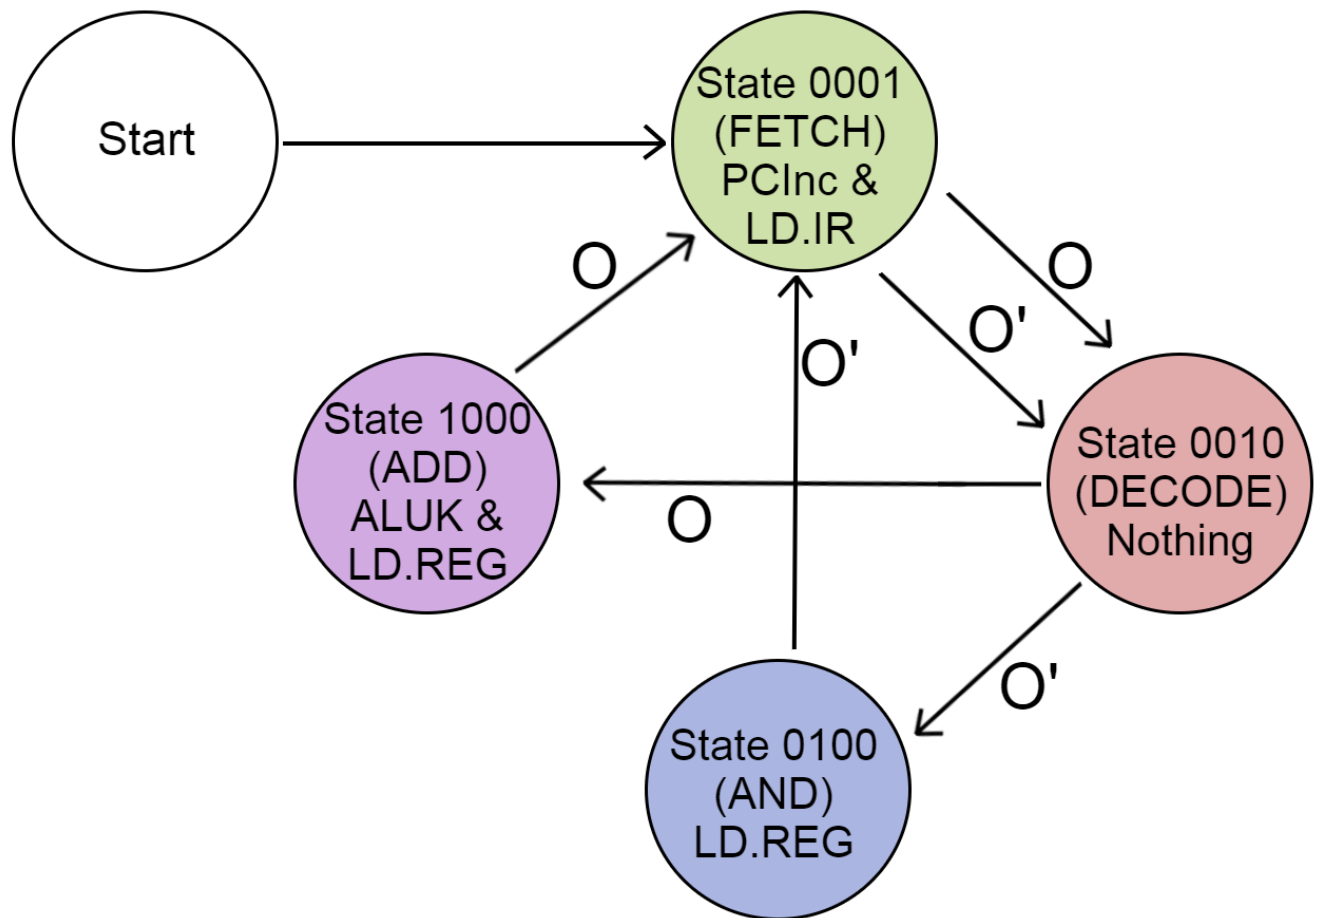 Start
State 0001
(FETCH)
PCInc &
LD.IR
O
O
O'
O'
State 1000
(ADD)
ALUK &
LD.REG
State 0010
(DECODE)
Nothing
O
O'
State 0100
(AND)
LD.REG